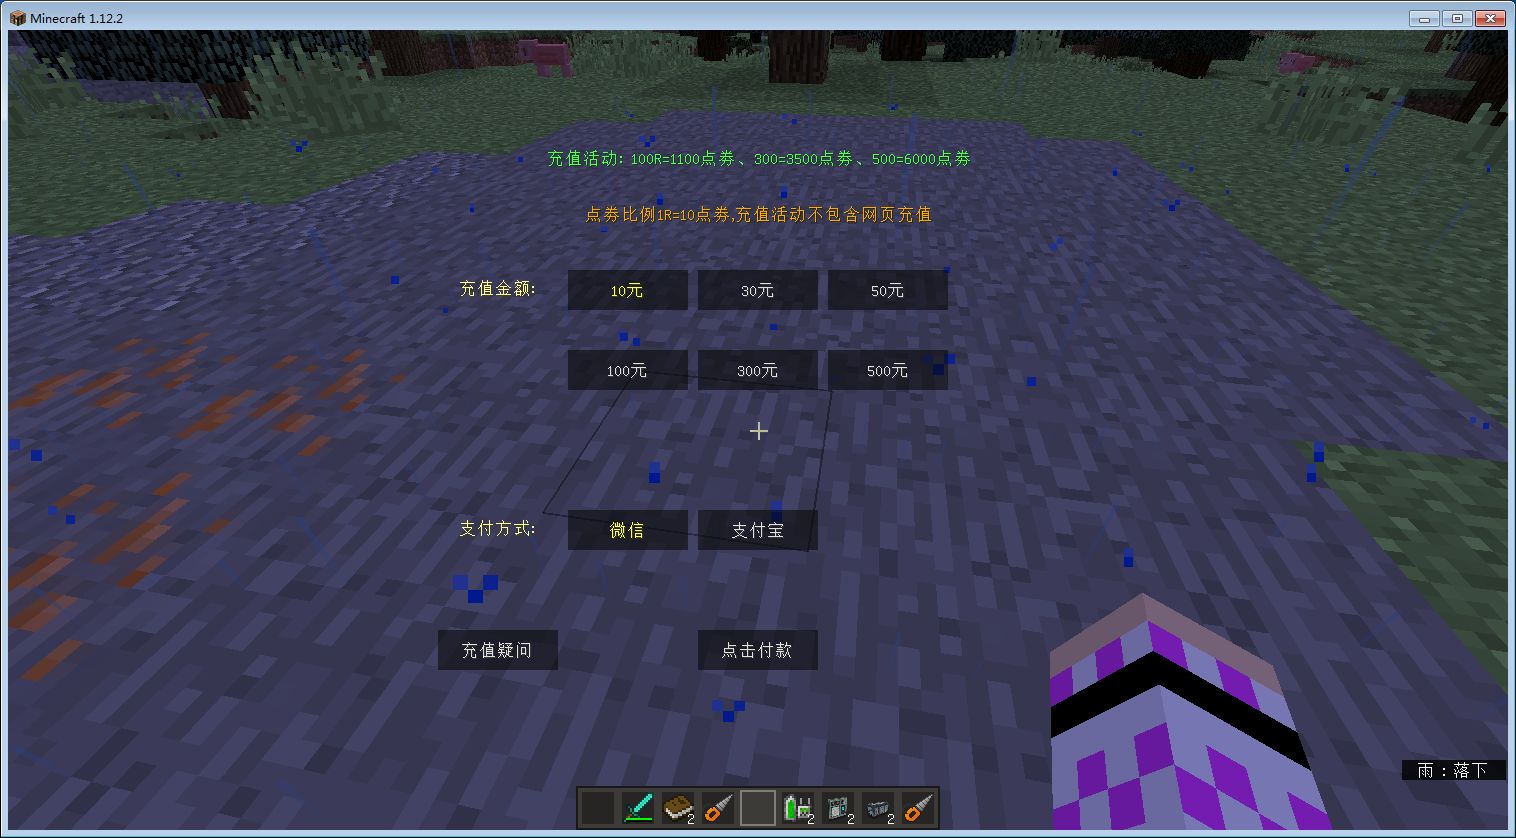 Minecraft 1.12.2
充值活动: 100R=1100点券、300=3500点券、500=6000点券
点券比例1R=10点券,充值活动不包含网页充值
充值金额: 10元 30元 50元
100元 300元 500元
支付方式: 微信 支付宝
充值疑问 点击付款
雨：落下
2 2 2 2